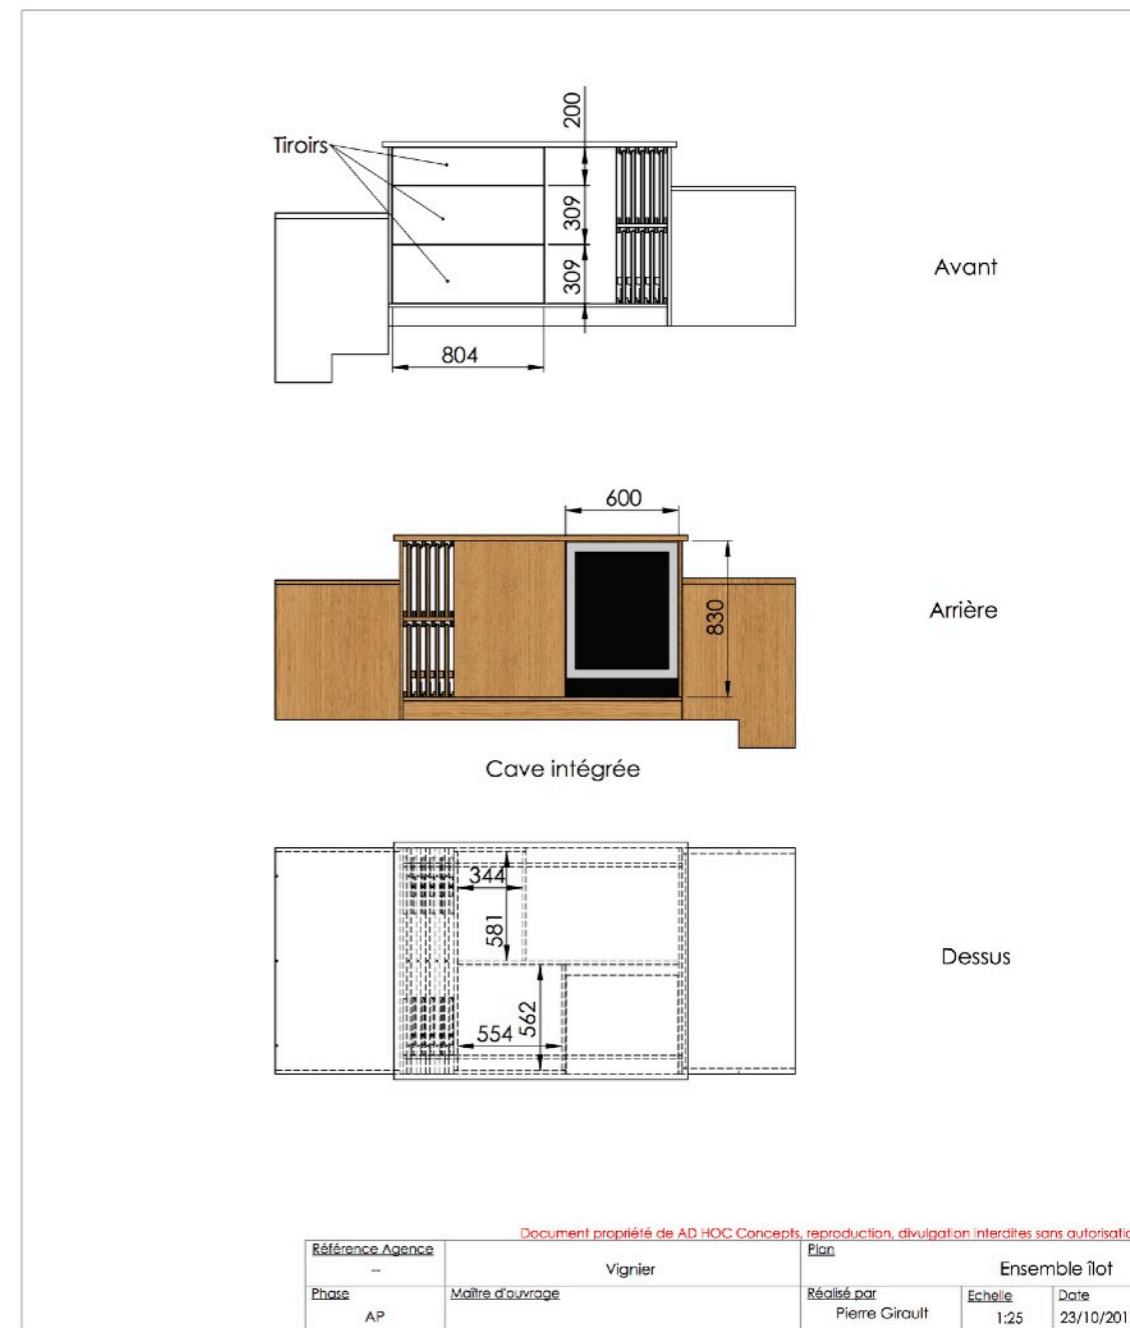 200
Tiroirs
309
309
804
Avant
600
830
Arrière
Cave intégrée
344
581
562
554
Dessus
Document propriété de AD HOC Concepts, reproduction, divulgation interdites sans
Référence Agence
--
Vignier
Plan
Ensemble îlot
Phase
AP
Maître d'ouvrage
Réalisé par
Pierre Girault
Echelle
1:25
Date
23/10/201